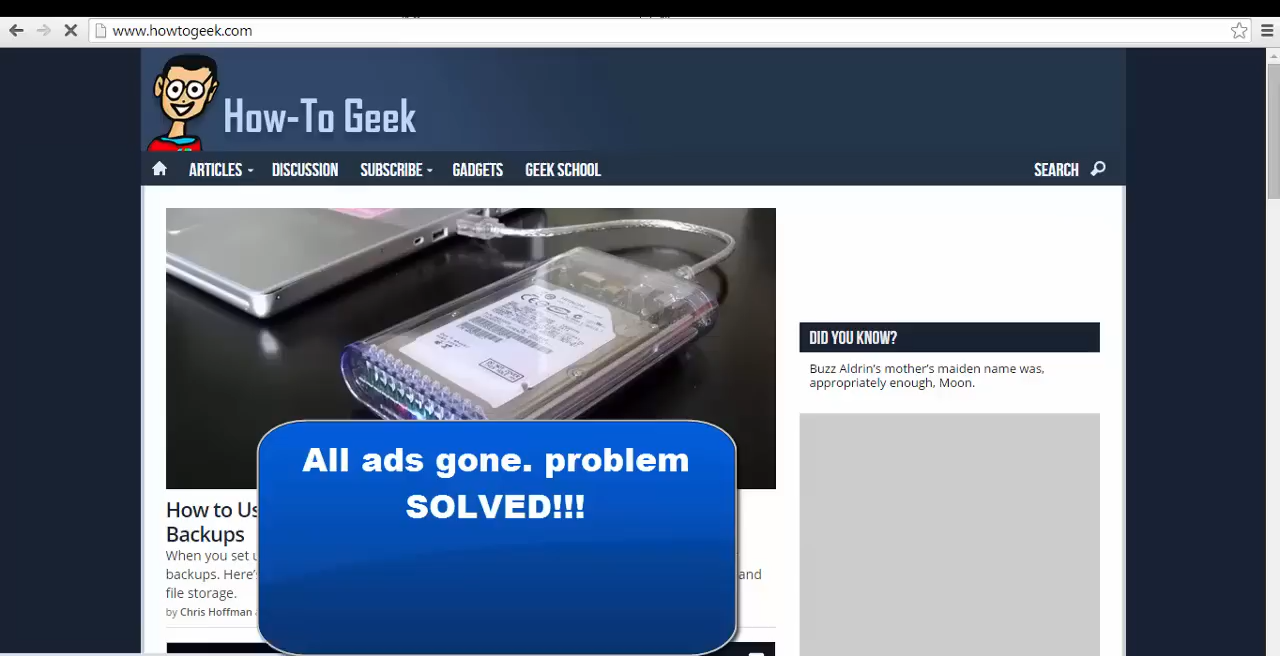 www.howtogeek.com
How-To Geek
ARTICLES DISCUSSION SUBSCRIBE GADGETS GEEK SCHOOL SEARCH
DID YOU KNOW?
Buzz Aldrin's mother's maiden name was,
appropriately enough, Moon.
All ads gone. problem
SOLVED!!!
How to Us
Backups
When you set u
backups. Here's and
file storage.
by Chris Hoffman